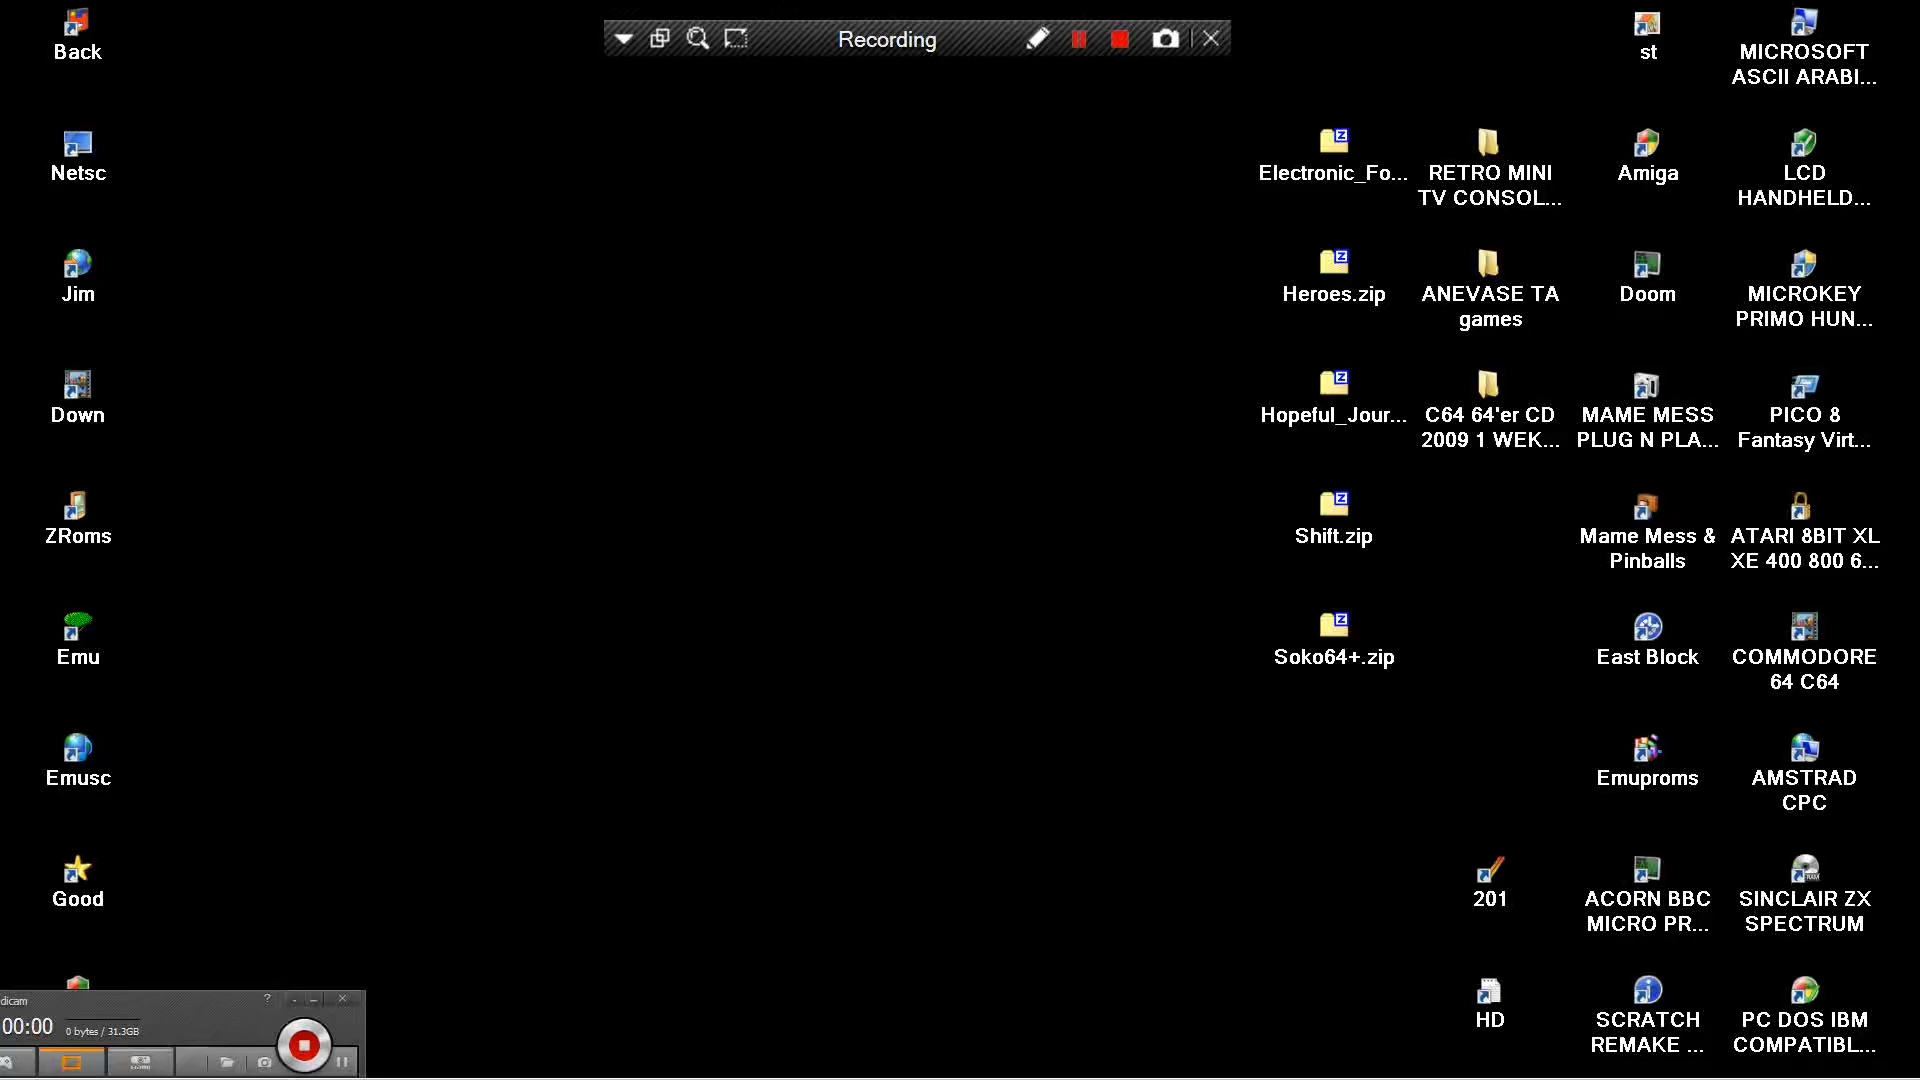 Back
Netsc
Jim
Down
ZRoms
Emu
Emusc
Good
Recording
Electronic_Fo...
Heroes.zip
Hopeful_Jour...
Shift.zip
Soko64+.zip
RETRO MINI
TV CONSOL...
ANEVASE TA
games
C64 64'er CD
2009 1 WEK...
201
HD
st
Amiga
Doom
MAME MESS
PLUG N PLA...
Mame Mess &
Pinballs
East Block
Emuproms
ACORN BBC
MICRO PR...
SCRATCH
REMAKE ...
MICROSOFT
ASCII ARABI...
LCD
HANDHELD...
MICROKEY
PRIMO HUN...
PICO 8
Fantasy Virt...
ATARI 8BIT XL
XE 400 800 6...
COMMODORE
64 C64
AMSTRAD
CPC
SINCLAIR ZX
SPECTRUM
PC DOS IBM
COMPATIBL...
dicam
00:00
0 bytes / 31.3GB